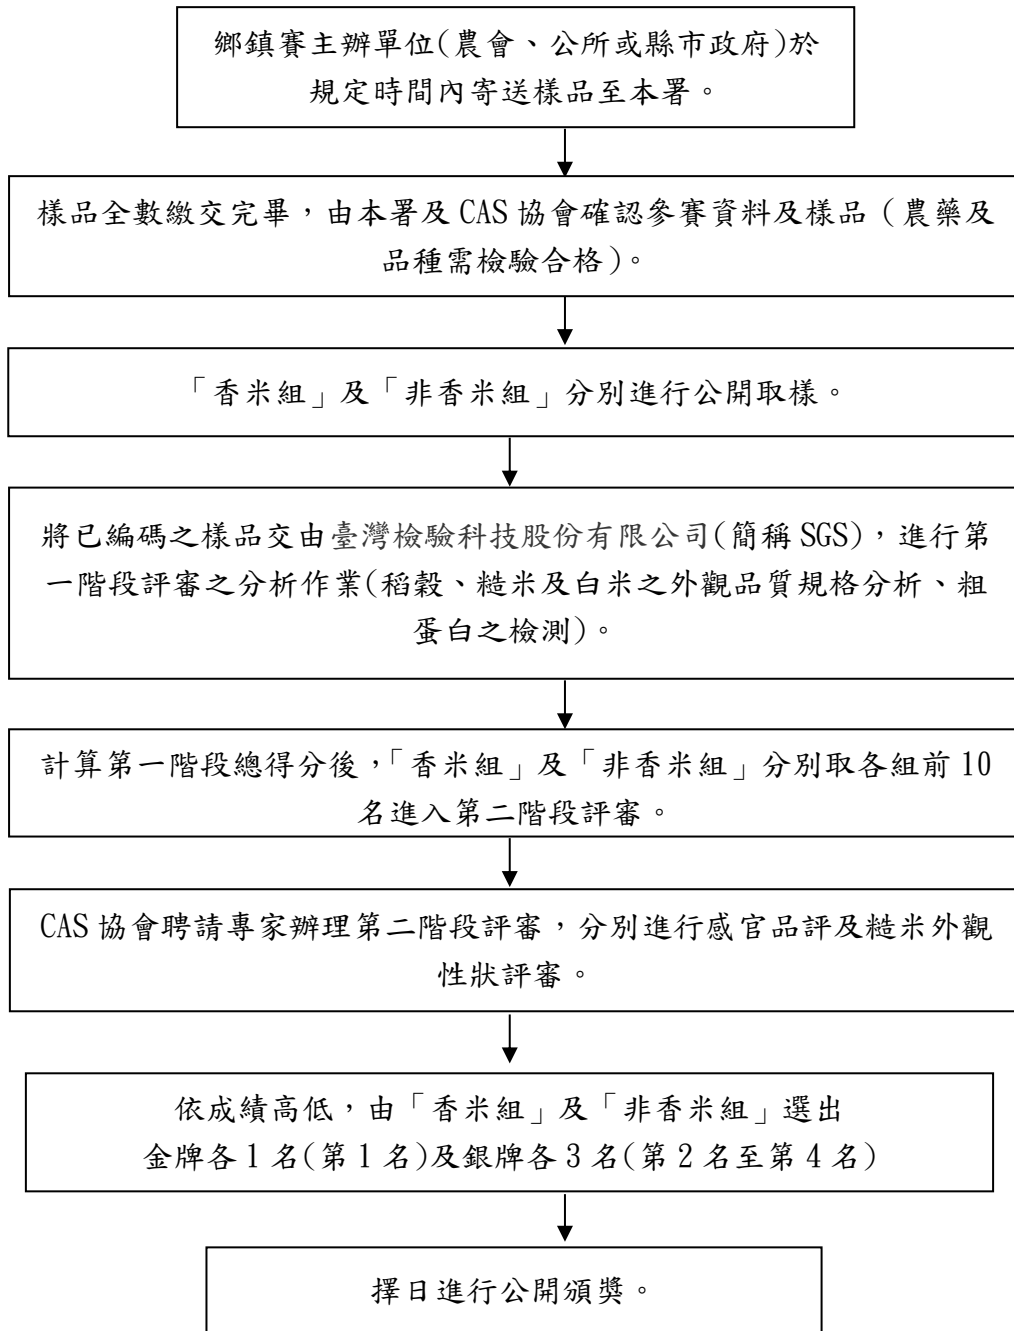 鄉鎮賽主辦單位(農會、公所或縣市政府)於
規定時間內寄送樣品至本署。
樣品全數繳交完畢，由本署及 CAS 協會確認參賽資料及樣品（農藥及
品種需檢驗合格）。
「香米組」及「非香米組」分別進行公開取樣。
將已編碼之樣品交由臺灣檢驗科技股份有限公司(簡稱 SGS)，進行第
一階段評審之分析作業(稻穀、糙米及白米之外觀品質規格分析、粗
蛋白之檢測)。
計算第一階段總得分後，「香米組」及「非香米組」分別取各組前 10
名進入第二階段評審。
CAS 協會聘請專家辦理第二階段評審，分別進行感官品評及糙米外觀
性狀評審。
依成績高低，由「香米組」及「非香米組」選出
金牌各 1 名(第 1 名)及銀牌各 3 名(第 2 名至第 4 名)
擇日進行公開頒獎。